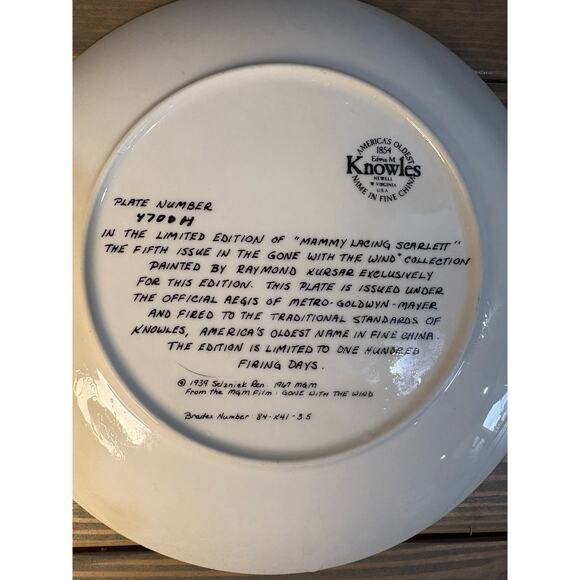 AMERICA'S OLDEST
1854
Edwin M.
Knowles
NEWELL
W VIRGINIA
U.S.A
NAME IN FINE CHINA
PLATE NUMBER
4700H
IN THE LIMITED EDITION OF "MAMMY LACING SCARLETT"
THE FIFTH ISSUE IN THE GONE WITH THE WIND" COLLECTION
PAINTED BY RAYMOND KURSAR EXCLUSIVELY
FOR THIS EDITION. THIS PLATE IS ISSUED UNDER
THE OFFICIAL AEGIS OF METRO-GOLDWYN-MAYER
AND FIRED TO THE TRADITIONAL STANDARDS OF
KNOWLES, AMERICA'S OLDEST NAME IN FINE CHINA.
THE EDITION IS LIMITED TO ONE HUNDRED
FIRING DAYS.
© 1939 Selznick Ren. 1967 MGM
From the MGM Film: GONE WITH THE WIND
Bradex Number: 84-K41-3.5